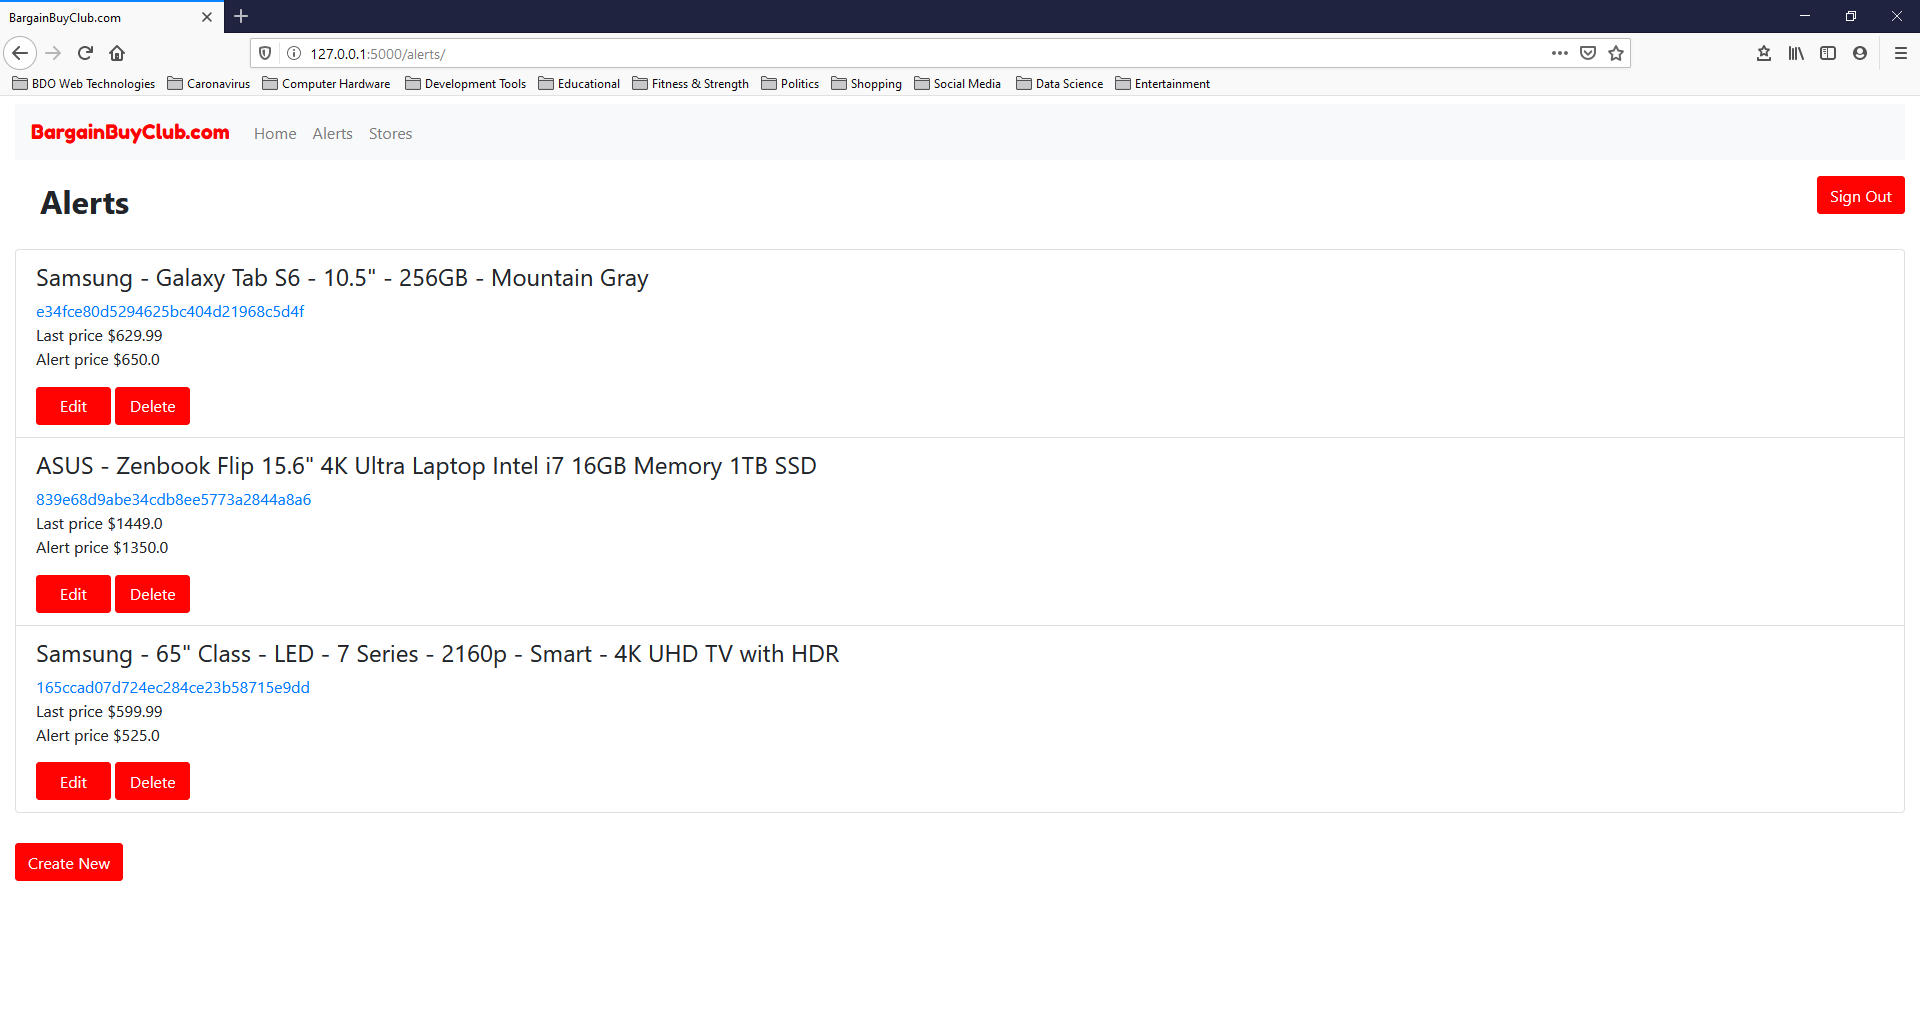 BargainBuyClub.com
127.0.0.1:5000/alerts/
BDO Web Technologies Caronavirus Computer Hardware Development Tools Educational Fitness & Strength Politics Shopping Social Media Data Science Entertainment
BargainBuyClub.com Home Alerts Stores
Alerts
Sign Out
Samsung - Galaxy Tab S6 - 10.5" - 256GB - Mountain Gray
e34fce80d5294625bc404d21968c5d4f
Last price $629.99
Alert price $650.0
Edit Delete
ASUS - Zenbook Flip 15.6" 4K Ultra Laptop Intel i7 16GB Memory 1TB SSD
839e68d9abe34cdb8ee5773a2844a8a6
Last price $1449.0
Alert price $1350.0
Edit Delete
Samsung - 65" Class - LED - 7 Series - 2160p - Smart - 4K UHD TV with HDR
165ccad07d724ec284ce23b58715e9dd
Last price $599.99
Alert price $525.0
Edit Delete
Create New